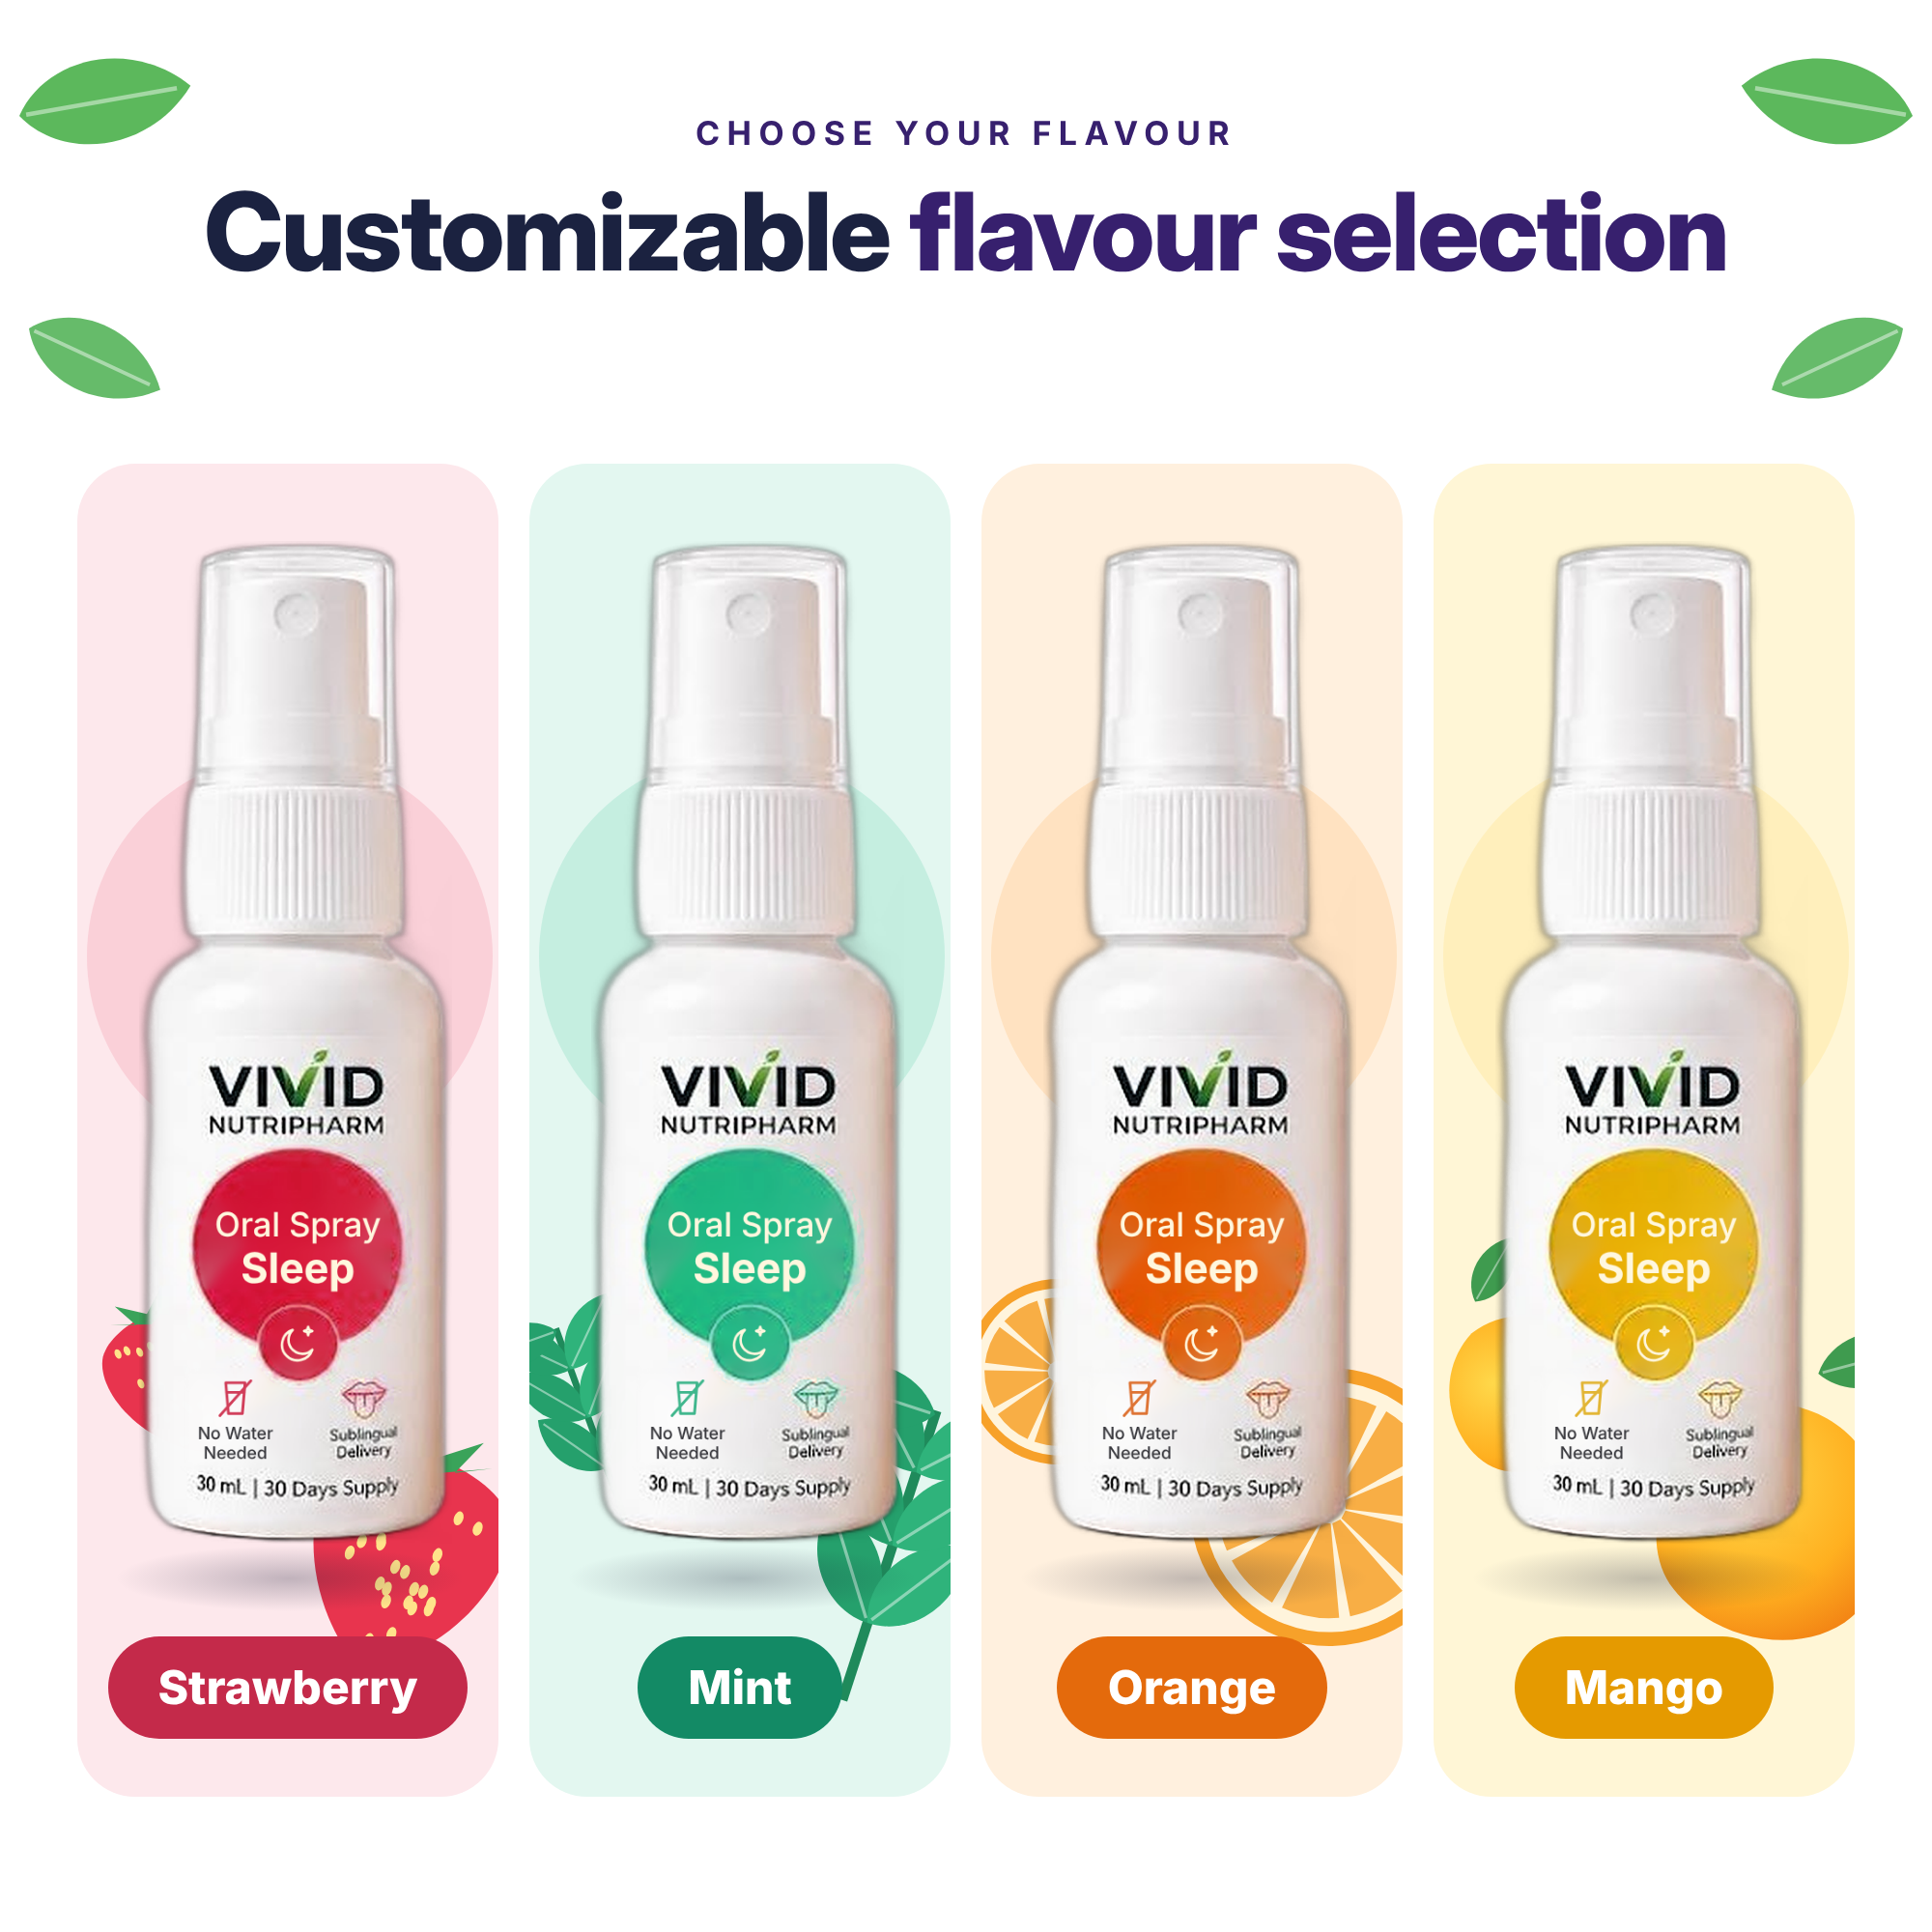 CHOOSE YOUR FLAVOUR
Customizable flavour selection
VIVID
NUTRIPHARM
Oral Spray
Sleep
No Water
Needed
Sublingual
Delivery
30 mL | 30 Days Supply
Strawberry
VIVID
NUTRIPHARM
Oral Spray
Sleep
No Water
Needed
Sublingual
Delivery
30 mL | 30 Days Supply
Mint
VIVID
NUTRIPHARM
Oral Spray
Sleep
No Water
Needed
Sublingual
Delivery
30 mL | 30 Days Supply
Orange
VIVID
NUTRIPHARM
Oral Spray
Sleep
No Water
Needed
Sublingual
Delivery
30 mL | 30 Days Supply
Mango